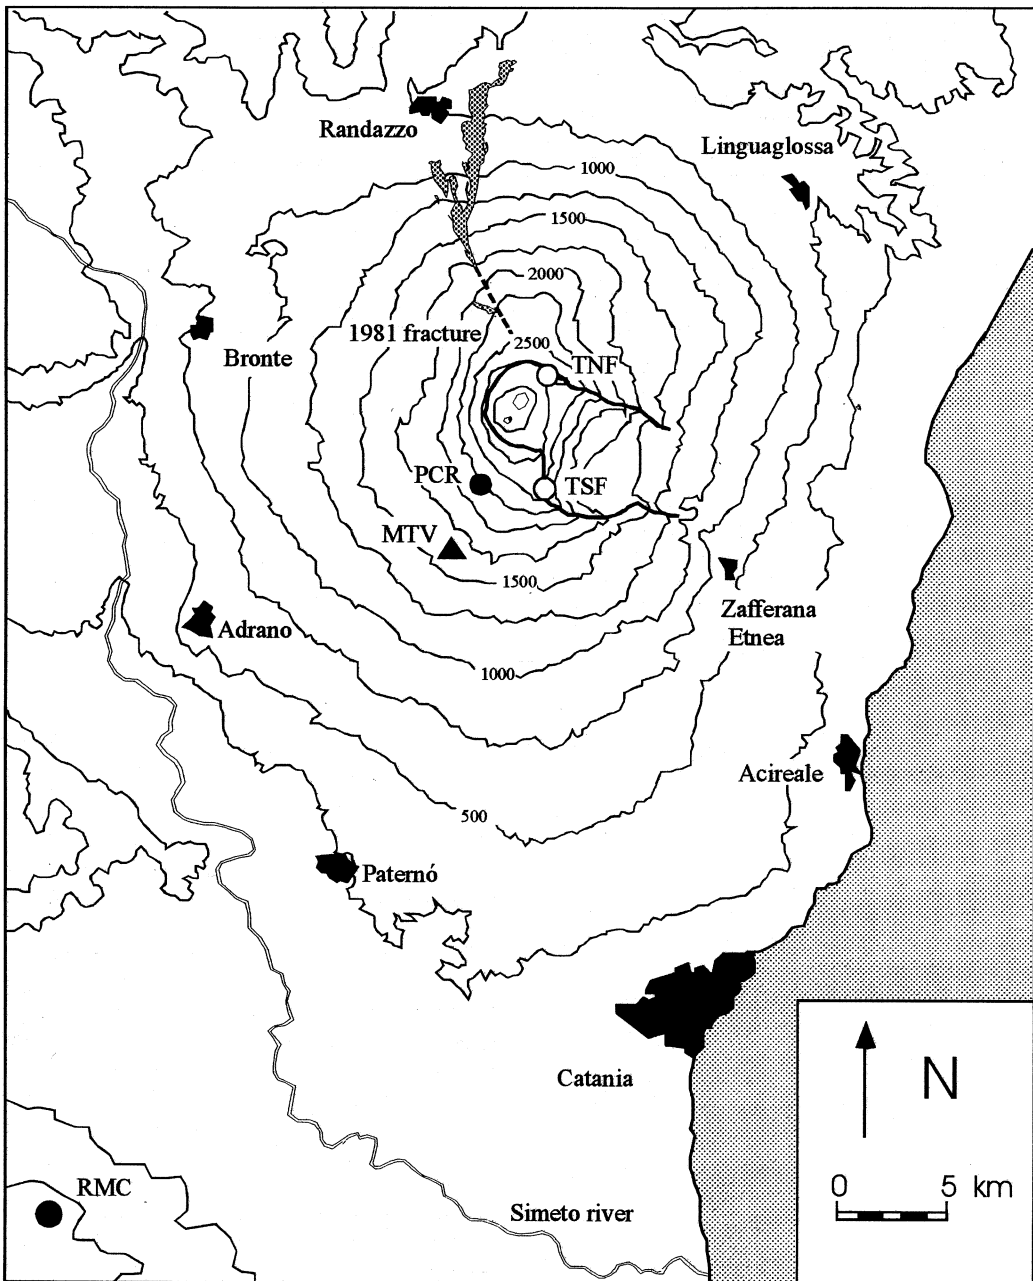 Randazzo
Linguaglossa
1000
1500
2000
1981 fracture
2500
Bronte
TNF
PCR
TSF
MTV
1500
Zafferana
Etnea
Adrano
1000
Acireale
500
Paternó
Catania
N
RMC
0 5 km
Simeto river